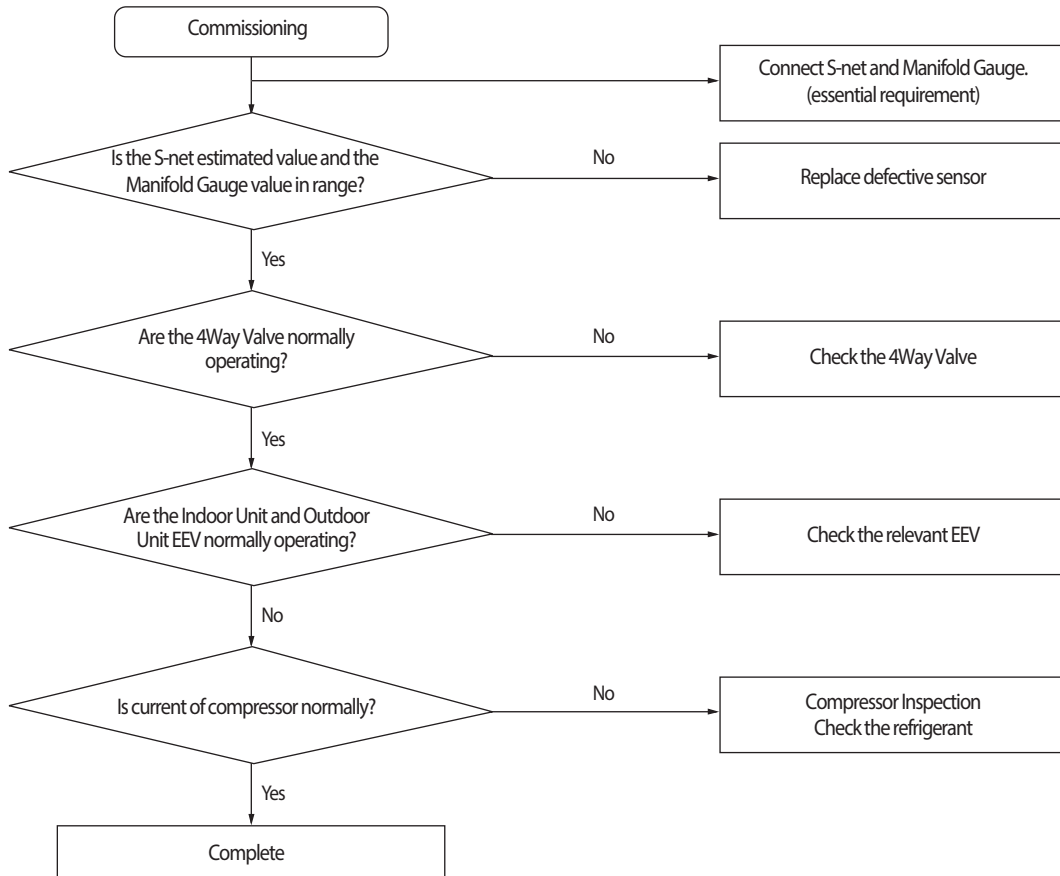 Commissioning
Connect S-net and Manifold Gauge.
(essential requirement)
Is the S-net estimated value and the
Manifold Gauge value in range?
No
Replace defective sensor
Yes
Are the 4Way Valve normally
operating?
No
Check the 4Way Valve
Yes
Are the Indoor Unit and Outdoor
Unit EEV normally operating?
No
Check the relevant EEV
No
Is current of compressor normally?
No
Compressor Inspection
Check the refrigerant
Yes
Complete